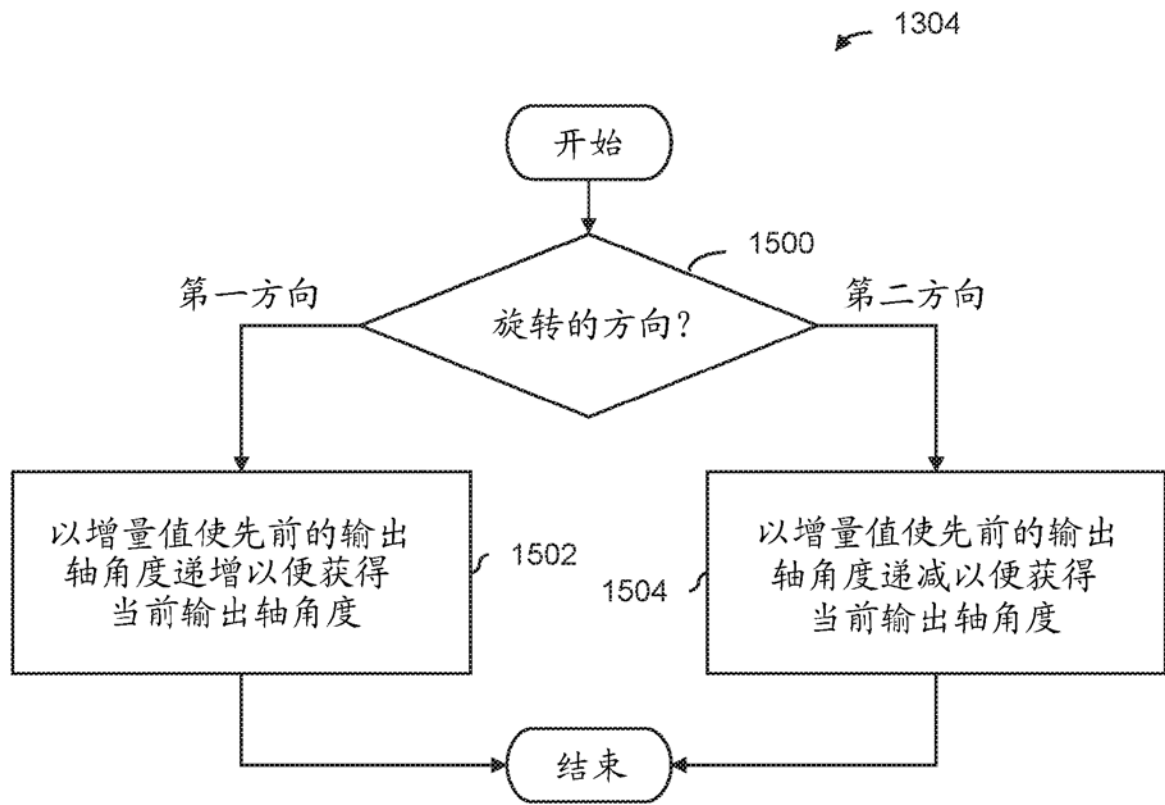 1304
开始
1500
第一方向
旋转的方向?
第二方向
以增量值使先前的输出
轴角度递增以便获得
当前输出轴角度
1502
1504
以增量值使先前的输出
轴角度递减以便获得
当前输出轴角度
结束